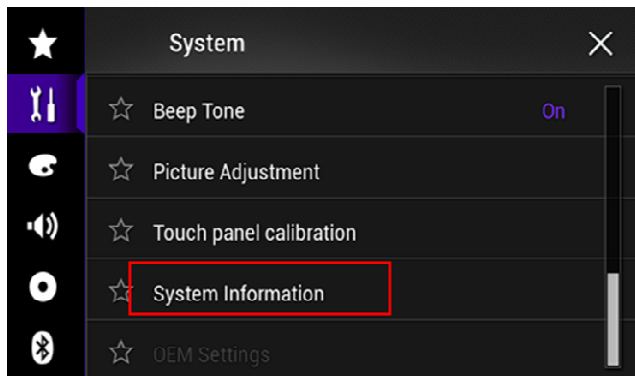 System
Beep Tone On
Picture Adjustment
Touch panel calibration
System Information
OEM Settings